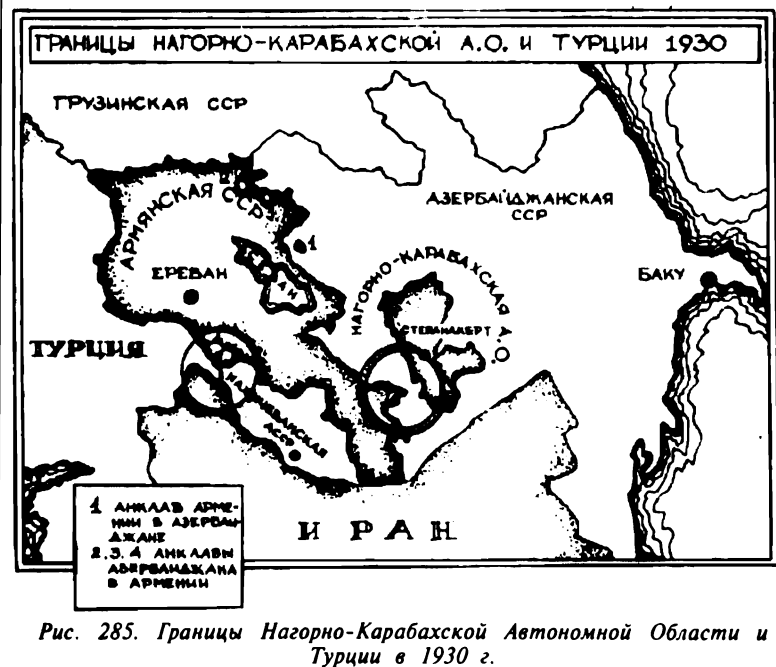 ГРАНИЦЫ НАГОРНО-КАРАБАХСКОЙ А.О. И ТУРЦИИ 1930
ГРУЗИНСКАЯ ССР
АРМЯНСКАЯ ССР
АЗЕРБАЙДЖАНСКАЯ
ССР
1
ЕРЕВАН
НАГОРНО-КАРАБАХСКАЯ А.О.
БАКУ
СТЕПАНАКЕРТ
ТУРЦИЯ
НАХИЧЕВАНСКАЯ
АССР
ИРАН
1 АНКЛАВ АРМЕ-
НИИ В АЗЕРБАЙ-
ДЖАНЕ
2.3.4 АНКЛАВЫ
АЗЕРБАЙДЖАНА
В АРМЕНИИ
Рис. 285. Границы Нагорно-Карабахской Автономной Области и
Турции в 1930 г.